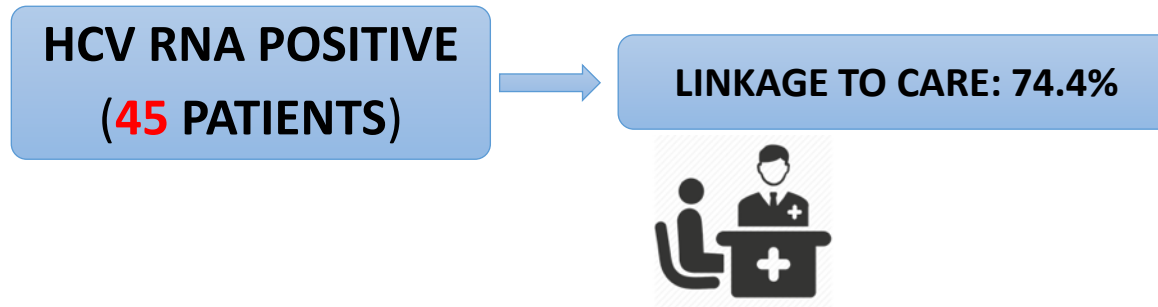 HCV RNA POSITIVE
(45 PATIENTS)
LINKAGE TO CARE: 74.4%